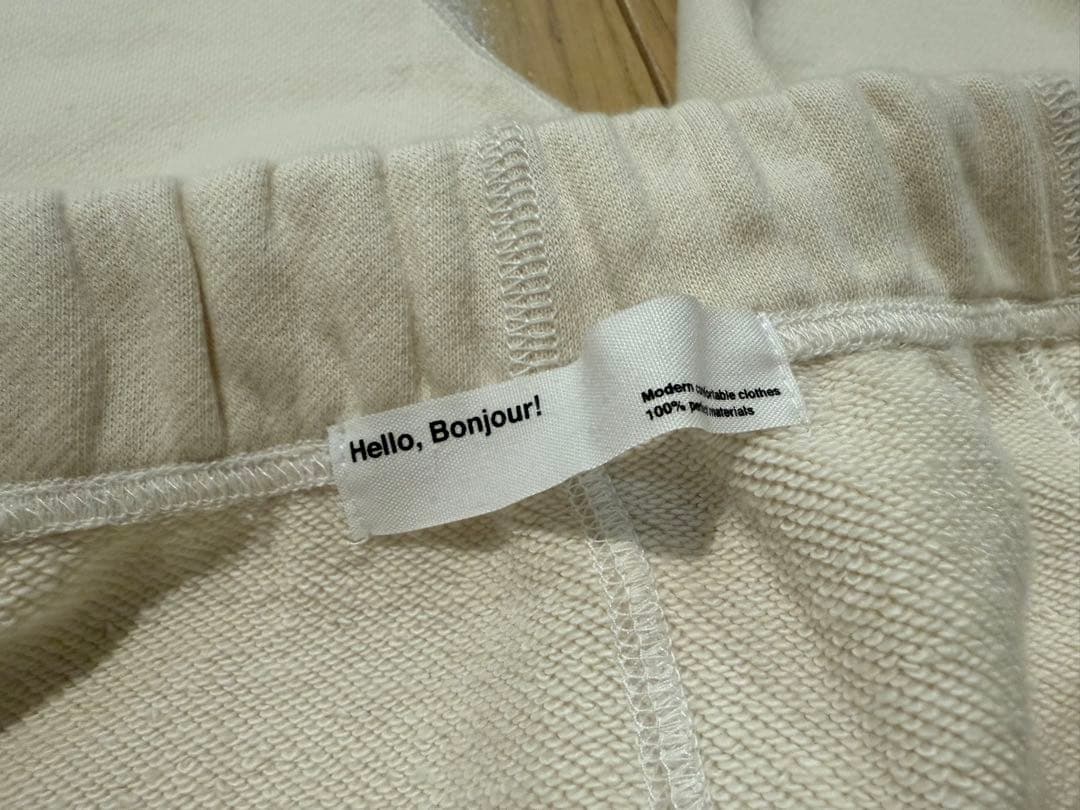 Hello, Bonjour!
Modern clothes
100% materials